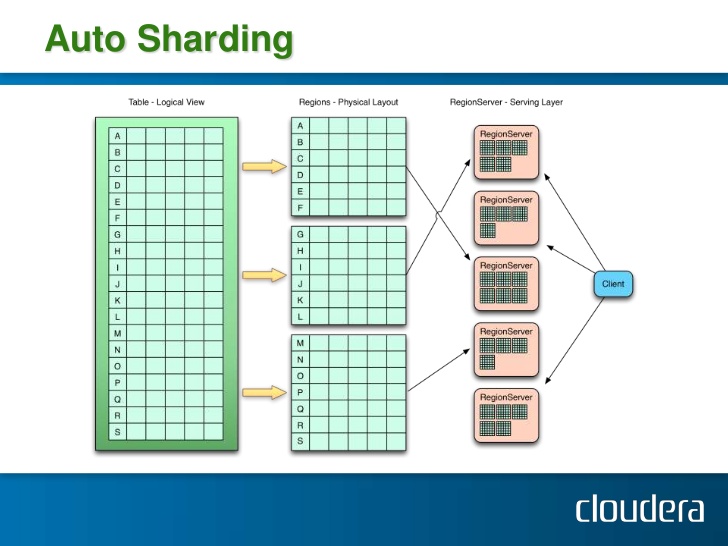 Auto Sharding
Table - Logical View
Regions - Physical Layout
RegionServer - Serving Layer
A
B
C
D
E
F
G
H
I
J
K
L
M
N
O
P
Q
R
S
A
B
C
D
E
F
G
H
I
J
K
L
M
N
O
P
Q
R
S
RegionServer
RegionServer
RegionServer
RegionServer
RegionServer
Client
cloudera